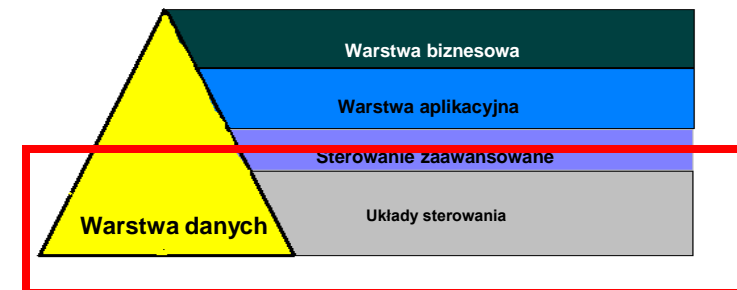 Warstwa biznesowa
Warstwa aplikacyjna
Sterowanie zaawansowane
Układy sterowania
Warstwa danych